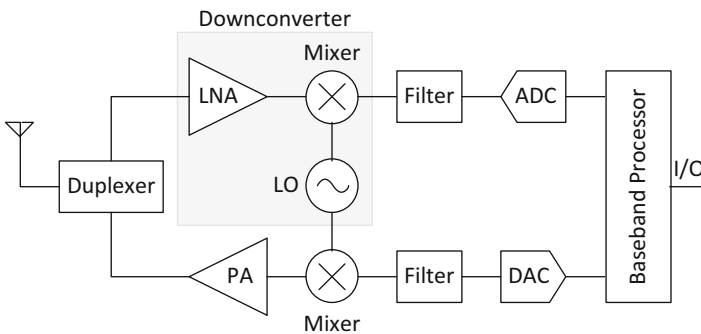 Downconverter
Mixer
LNA
Filter
ADC
Duplexer
LO
Baseband Processor
I/O
PA
Filter
DAC
Mixer